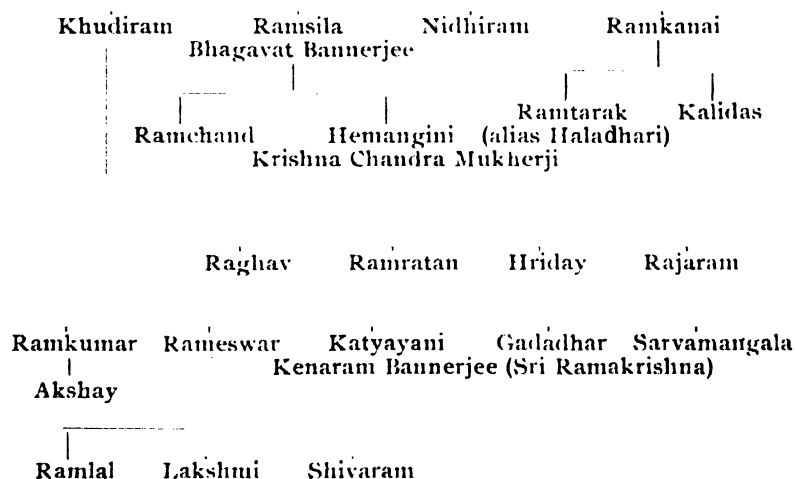 Khudiram Ramsila Nidhiram Ramkanai
Bhagavat Bannerjee
Ramtarak Kalidas
Ramchand Hemangini (alias Haladhari)
Krishna Chandra Mukherji
Raghav Ramratan Hriday Rajaram
Ramkumar Rameswar Katyayani Gadadhar Sarvamangala
Kenaram Bannerjee (Sri Ramakrishna)
Akshay
Ramlal Lakshmi Shivaram